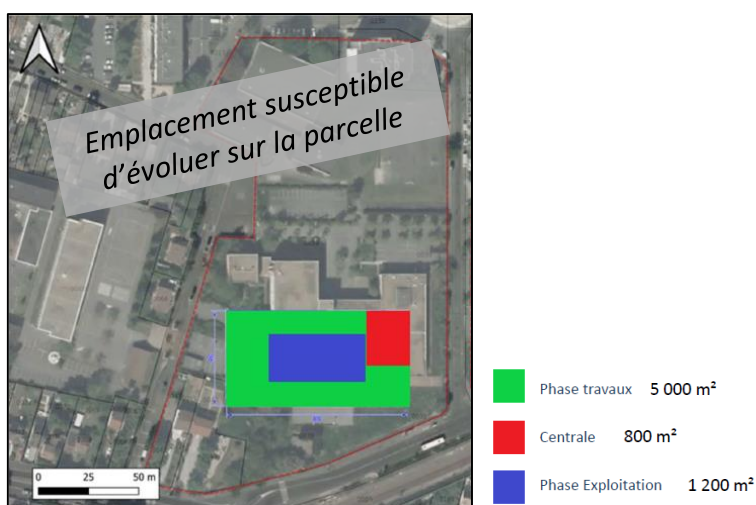 Emplacement susceptible
d'évoluer sur la parcelle
0 25 50 m
Phase travaux 5 000 m²
Centrale 800 m²
Phase Exploitation 1 200 m²